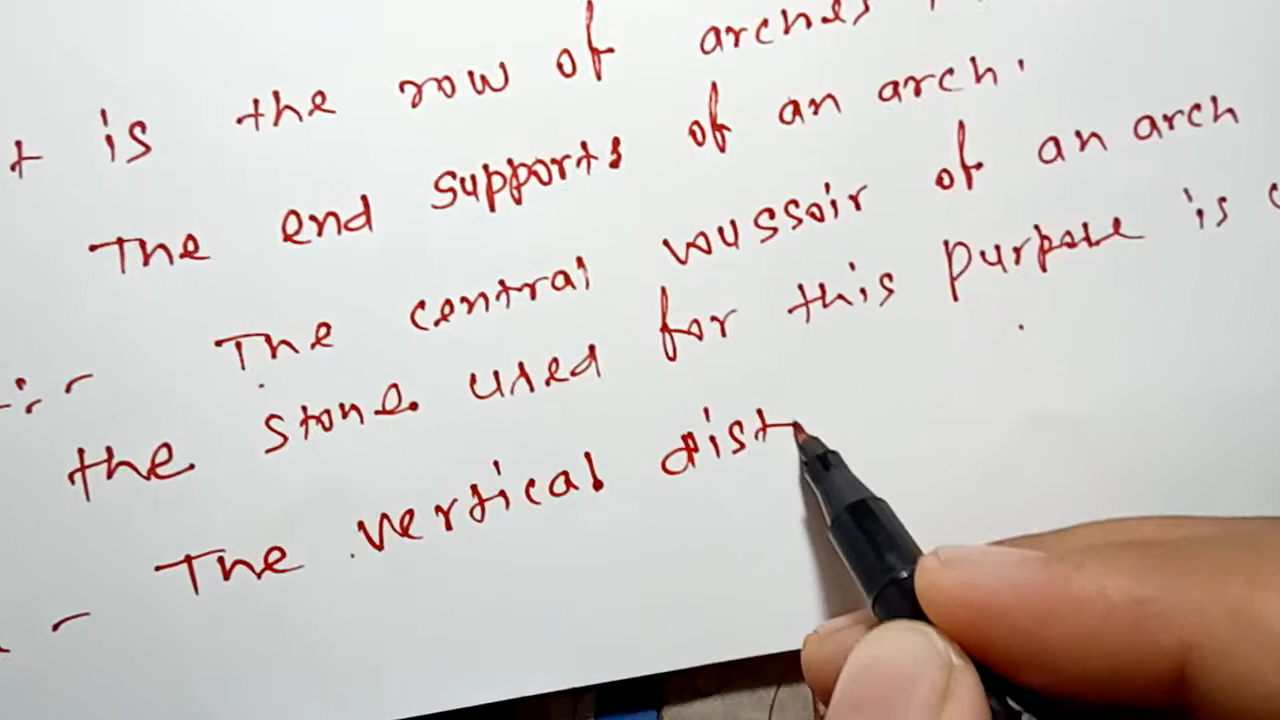 t is the row of arches
The end supports of an arch.
:- The central wussoir of an arch
the stone used for this purpose is
- The vertical dist